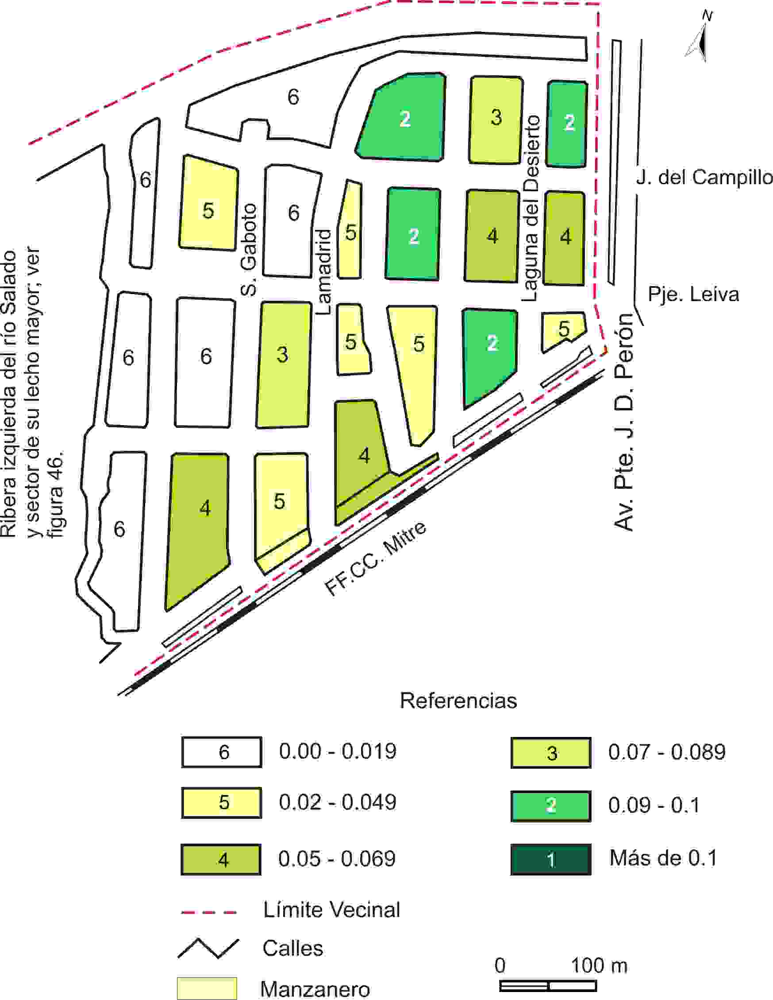 N
6
2
3
2
6
5
6
5
2
4
4
J. del Campillo
S. Gaboto
Lamadrid
Laguna del Desierto
Pje. Leiva
Ribera izquierda del río Salado
y sector de su lecho mayor; ver
figura 46.
6
6
3
5
5
2
5
Av. Pte. J. D. Perón
4
6
4
5
FF.CC. Mitre
Referencias
6 0.00 - 0.019
3 0.07 - 0.089
5 0.02 - 0.049
2 0.09 - 0.1
4 0.05 - 0.069
1 Más de 0.1
Límite Vecinal
Calles
0 100 m
Manzanero